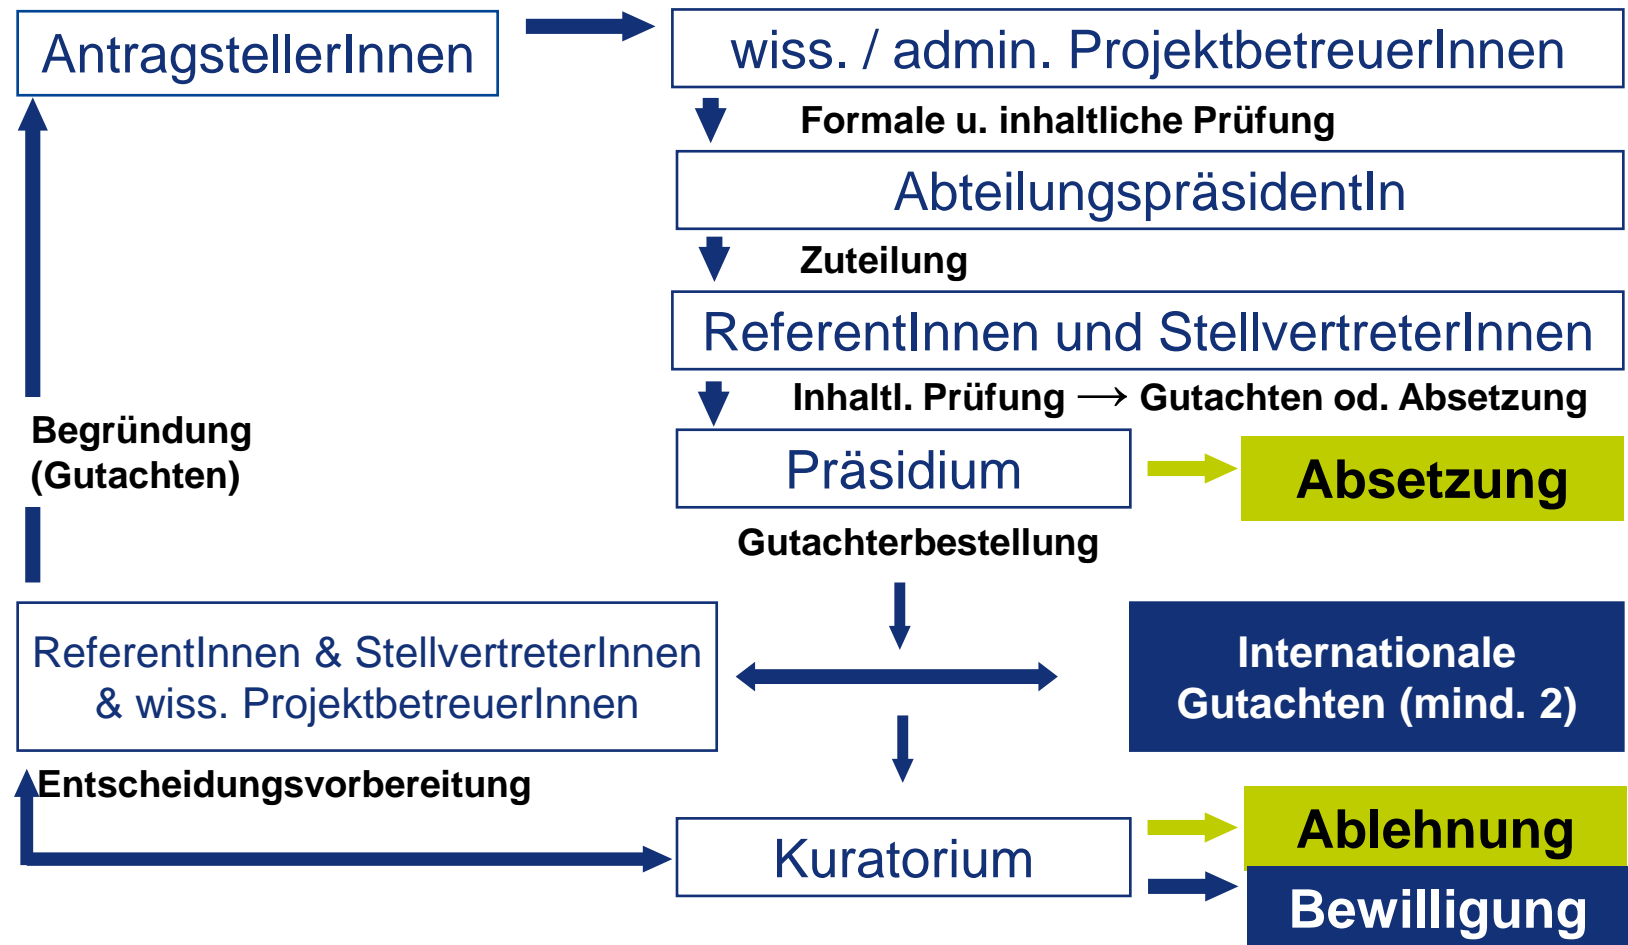 AntragstellerInnen
wiss. / admin. ProjektbetreuerInnen
Formale u. inhaltliche Prüfung
AbteilungspräsidentIn
Zuteilung
ReferentInnen und StellvertreterInnen
Inhaltl. Prüfung → Gutachten od. Absetzung
Begründung
(Gutachten)
Präsidium
Absetzung
Gutachterbestellung
ReferentInnen & StellvertreterInnen
& wiss. ProjektbetreuerInnen
Internationale
Gutachten (mind. 2)
Entscheidungsvorbereitung
Kuratorium
Ablehnung
Bewilligung